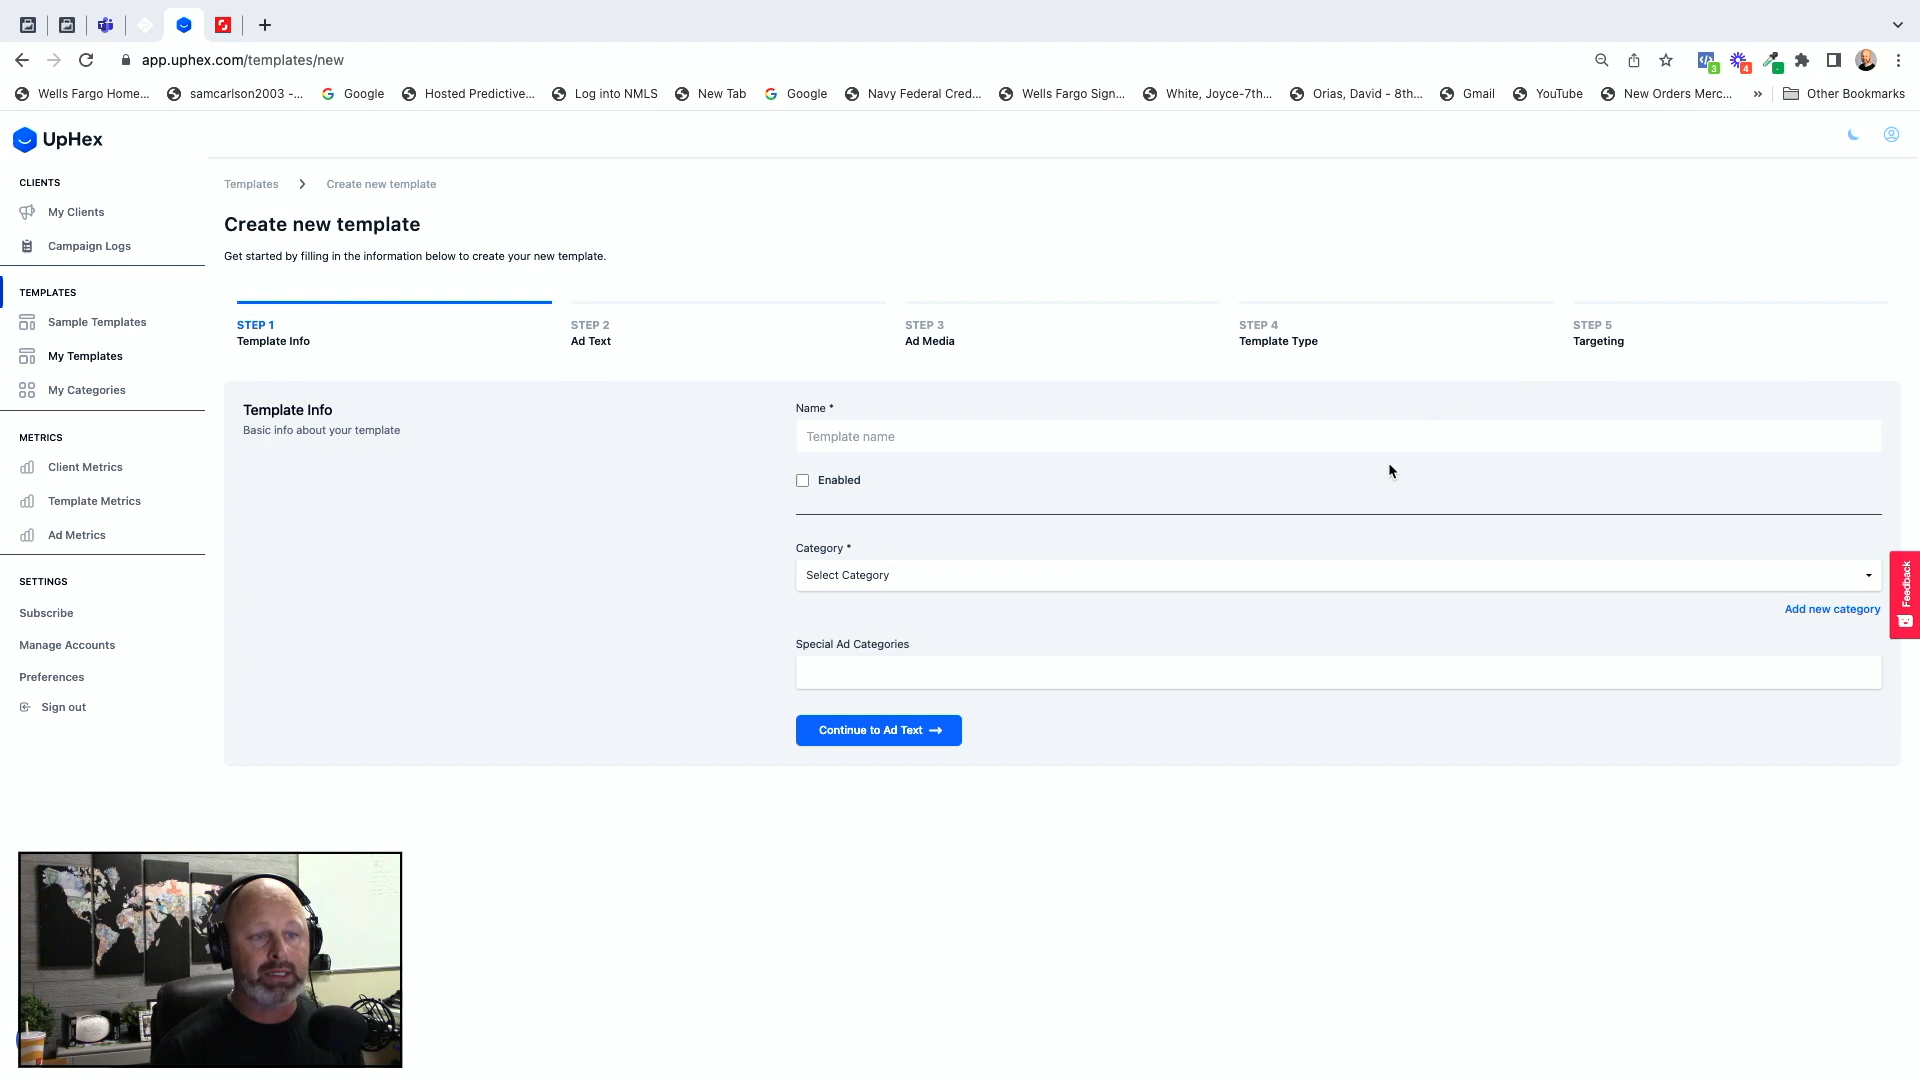 app.uphex.com/templates/new
3
4
Wells Fargo Home...
samcarlson2003 -...
Google
Hosted Predictive...
Log into NMLS
New Tab
Google
Navy Federal Cred...
Wells Fargo Sign...
White, Joyce-7th...
Orias, David - 8th...
Gmail
YouTube
New Orders Merc...
»
Other Bookmarks
UpHex
CLIENTS
My Clients
Campaign Logs
TEMPLATES
Sample Templates
My Templates
My Categories
METRICS
Client Metrics
Template Metrics
Ad Metrics
SETTINGS
Subscribe
Manage Accounts
Preferences
Sign out
Templates
Create new template
Create new template
Get started by filling in the information below to create your new template.
STEP 1
Template Info
STEP 2
Ad Text
STEP 3
Ad Media
STEP 4
Template Type
STEP 5
Targeting
Template Info
Basic info about your template
Name *
Template name
Enabled
Category *
Select Category
Add new category
Special Ad Categories
Continue to Ad Text →
Feedback